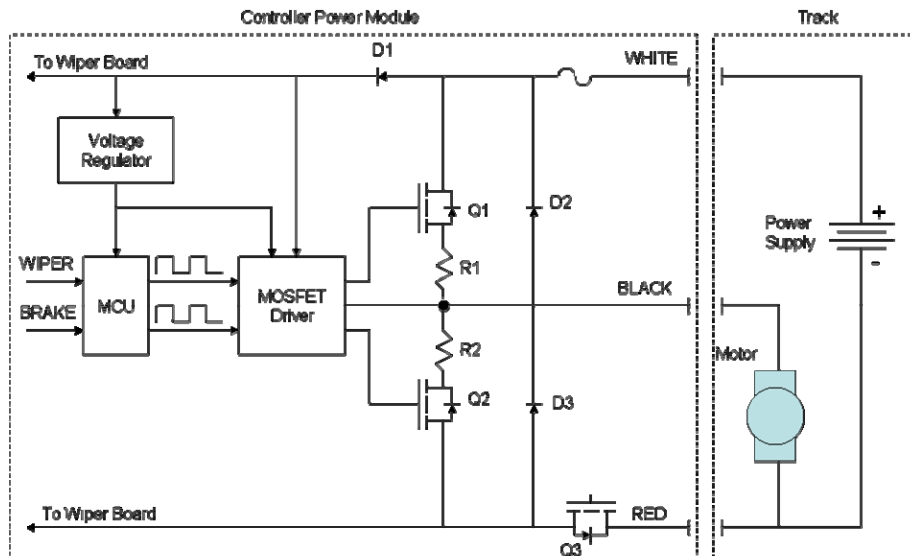 Controller Power Module
Track
D1
To Wiper Board
WHITE
Voltage
Regulator
Q1
D2
+
Power
Supply
-
WIPER
R1
BLACK
MCU
MOSFET
Driver
BRAKE
R2
Motor
Q2
D3
To Wiper Board
RED
Q3